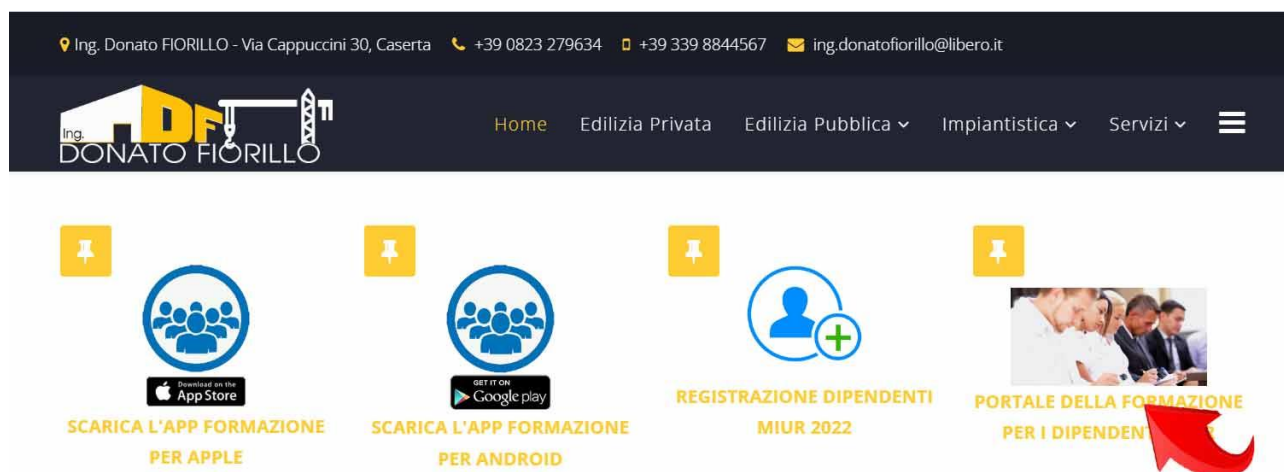 Ing. Donato FIORILLO - Via Cappuccini 30, Caserta +39 0823 279634 +39 339 8844567 ing.donatofiorillo@libero.it
Ing. DF
DONATO FIORILLO
Home Edilizia Privata Edilizia Pubblica Impiantistica Servizi
Download on the
App Store
SCARICA L'APP FORMAZIONE
PER APPLE
GET IT ON
Google play
SCARICA L'APP FORMAZIONE
PER ANDROID
REGISTRAZIONE DIPENDENTI
MIUR 2022
PORTALE DELLA FORMAZIONE
PER I